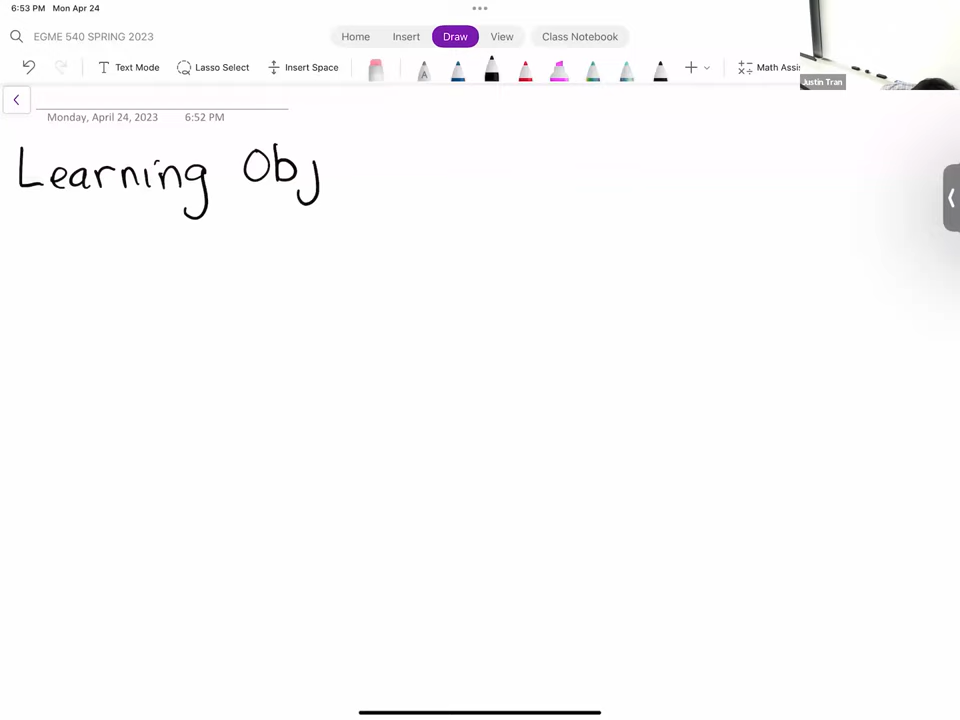 6:53 PM Mon Apr 24
EGME 540 SPRING 2023
Home Insert Draw View Class Notebook
T Text Mode Lasso Select Insert Space A Math Assi
Justin Tran
Monday, April 24, 2023 6:52 PM
Learning Obj